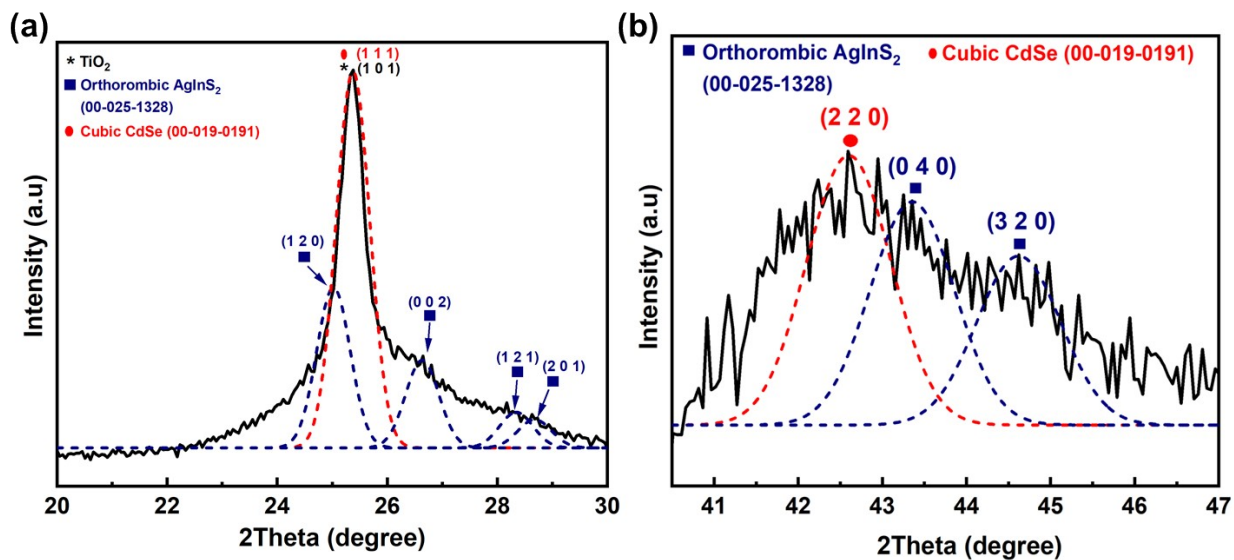 (a)
* TiO₂
■ Orthorombic AgInS₂
(00-025-1328)
● Cubic CdSe (00-019-0191)
● (1 1 1)
* (1 0 1)
(1 2 0)
(0 0 2)
(1 2 1)
(2 0 1)
Intensity (a.u)
20 22 24 26 28 30
2Theta (degree)
(b)
■ Orthorombic AgInS₂
(00-025-1328)
● Cubic CdSe (00-019-0191)
(2 2 0)
(0 4 0)
(3 2 0)
Intensity (a.u)
41 42 43 44 45 46 47
2Theta (degree)